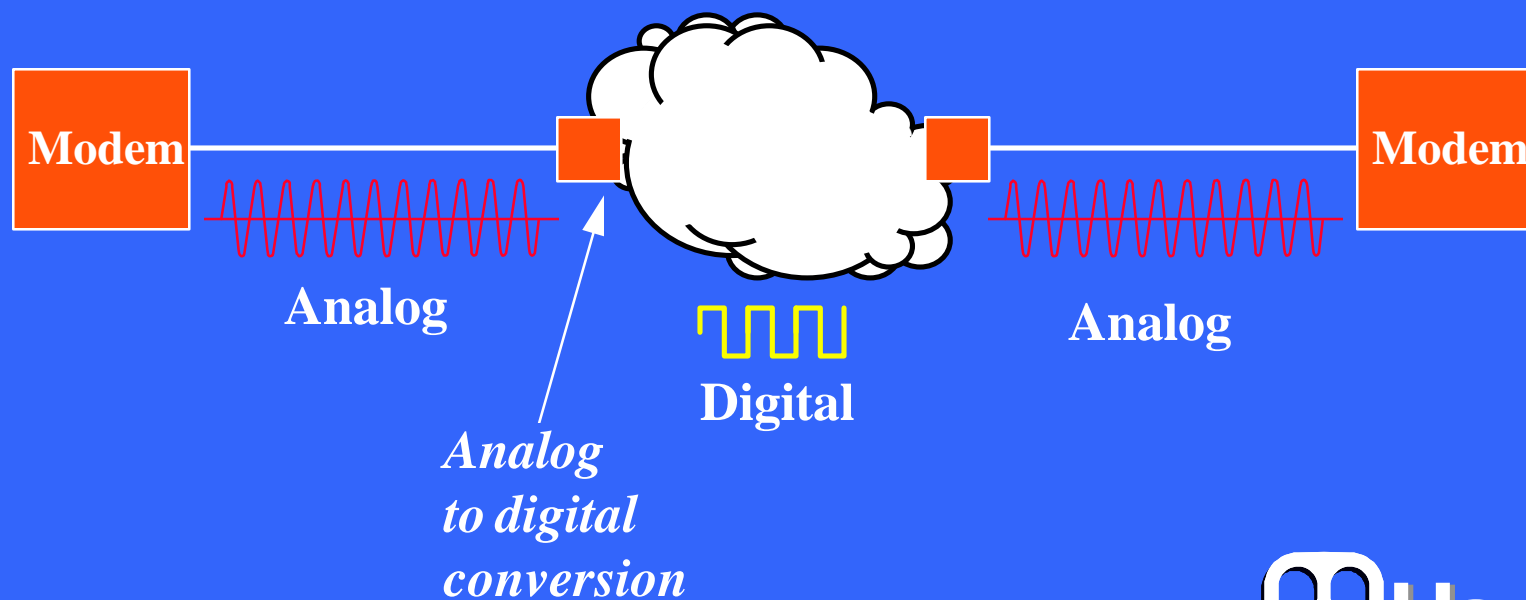 Modem
Modem
Analog
Analog
Digital
Analog
to digital
conversion